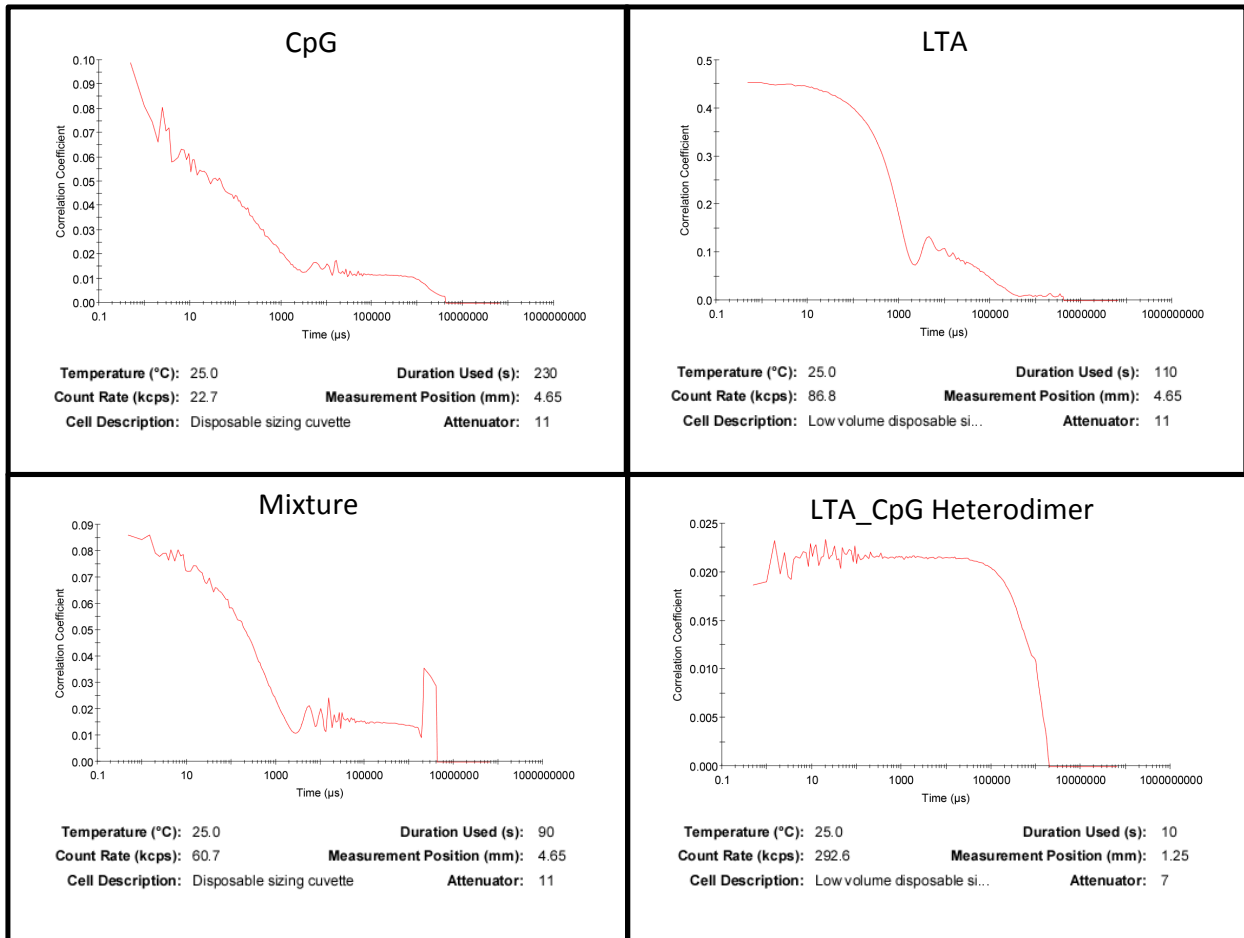 CpG
0.10
0.09
0.08
0.07
0.06
0.05
0.04
0.03
0.02
0.01
0.00
Correlation Coefficient
0.1 10 1000 100000 10000000 1000000000
Time (µs)
Temperature (°C): 25.0 Duration Used (s): 230
Count Rate (kcps): 22.7 Measurement Position (mm): 4.65
Cell Description: Disposable sizing cuvette Attenuator: 11
LTA
0.5
0.4
0.3
0.2
0.1
0.0
Correlation Coefficient
0.1 10 1000 100000 10000000 1000000000
Time (µs)
Temperature (°C): 25.0 Duration Used (s): 110
Count Rate (kcps): 86.8 Measurement Position (mm): 4.65
Cell Description: Low volume disposable si... Attenuator: 11
Mixture
0.09
0.08
0.07
0.06
0.05
0.04
0.03
0.02
0.01
0.00
Correlation Coefficient
0.1 10 1000 100000 10000000 1000000000
Time (µs)
Temperature (°C): 25.0 Duration Used (s): 90
Count Rate (kcps): 60.7 Measurement Position (mm): 4.65
Cell Description: Disposable sizing cuvette Attenuator: 11
LTA_CpG Heterodimer
0.025
0.020
0.015
0.010
0.005
0.000
Correlation Coefficient
0.1 10 1000 100000 10000000 1000000000
Time (µs)
Temperature (°C): 25.0 Duration Used (s): 10
Count Rate (kcps): 292.6 Measurement Position (mm): 1.25
Cell Description: Low volume disposable si... Attenuator: 7